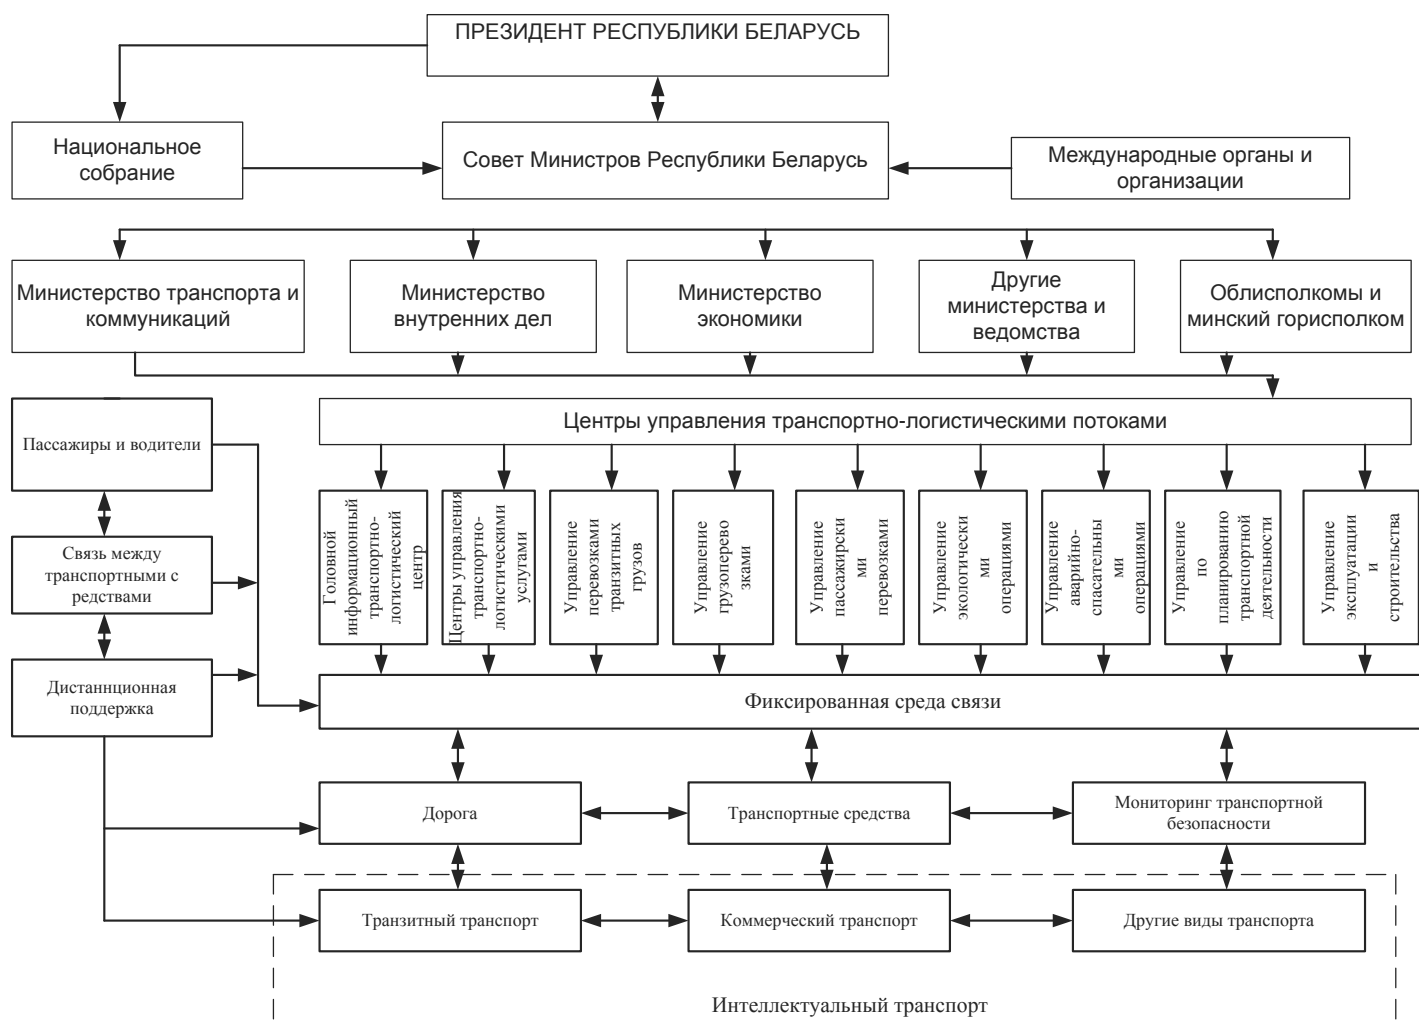 ПРЕЗИДЕНТ РЕСПУБЛИКИ БЕЛАРУСЬ
Национальное
собрание
Совет Министров Республики Беларусь
Международные органы и
организации
Министерство транспорта и
коммуникаций
Министерство
внутренних дел
Министерство
экономики
Другие
министерства и
ведомства
Облисполкомы и
минский горисполком
Центры управления транспортно-логистическими потоками
Пассажиры и водители
Связь между
транспортными с
редствами
Дистаннционная
поддержка
Головной
информационный
транспортно-
логистический
центр
Центры управления
транспортно-
логистическими
услугами
Управление
перевозками
транзитных
грузов
Управление
грузоперево
зками
Управление
пассажирски
ми
перевозками
Управление
экологически
ми
операциями
Управление
аварийно-
спасательны
ми
операциями
Управление
по
планированию
транспортной
деятельности
Управление
эксплуатации
и
строительства
Фиксированная среда связи
Дорога
Транспортные средства
Мониторинг транспортной
безопасности
Транзитный транспорт
Коммерческий транспорт
Другие виды транспорта
Интеллектуальный транспорт